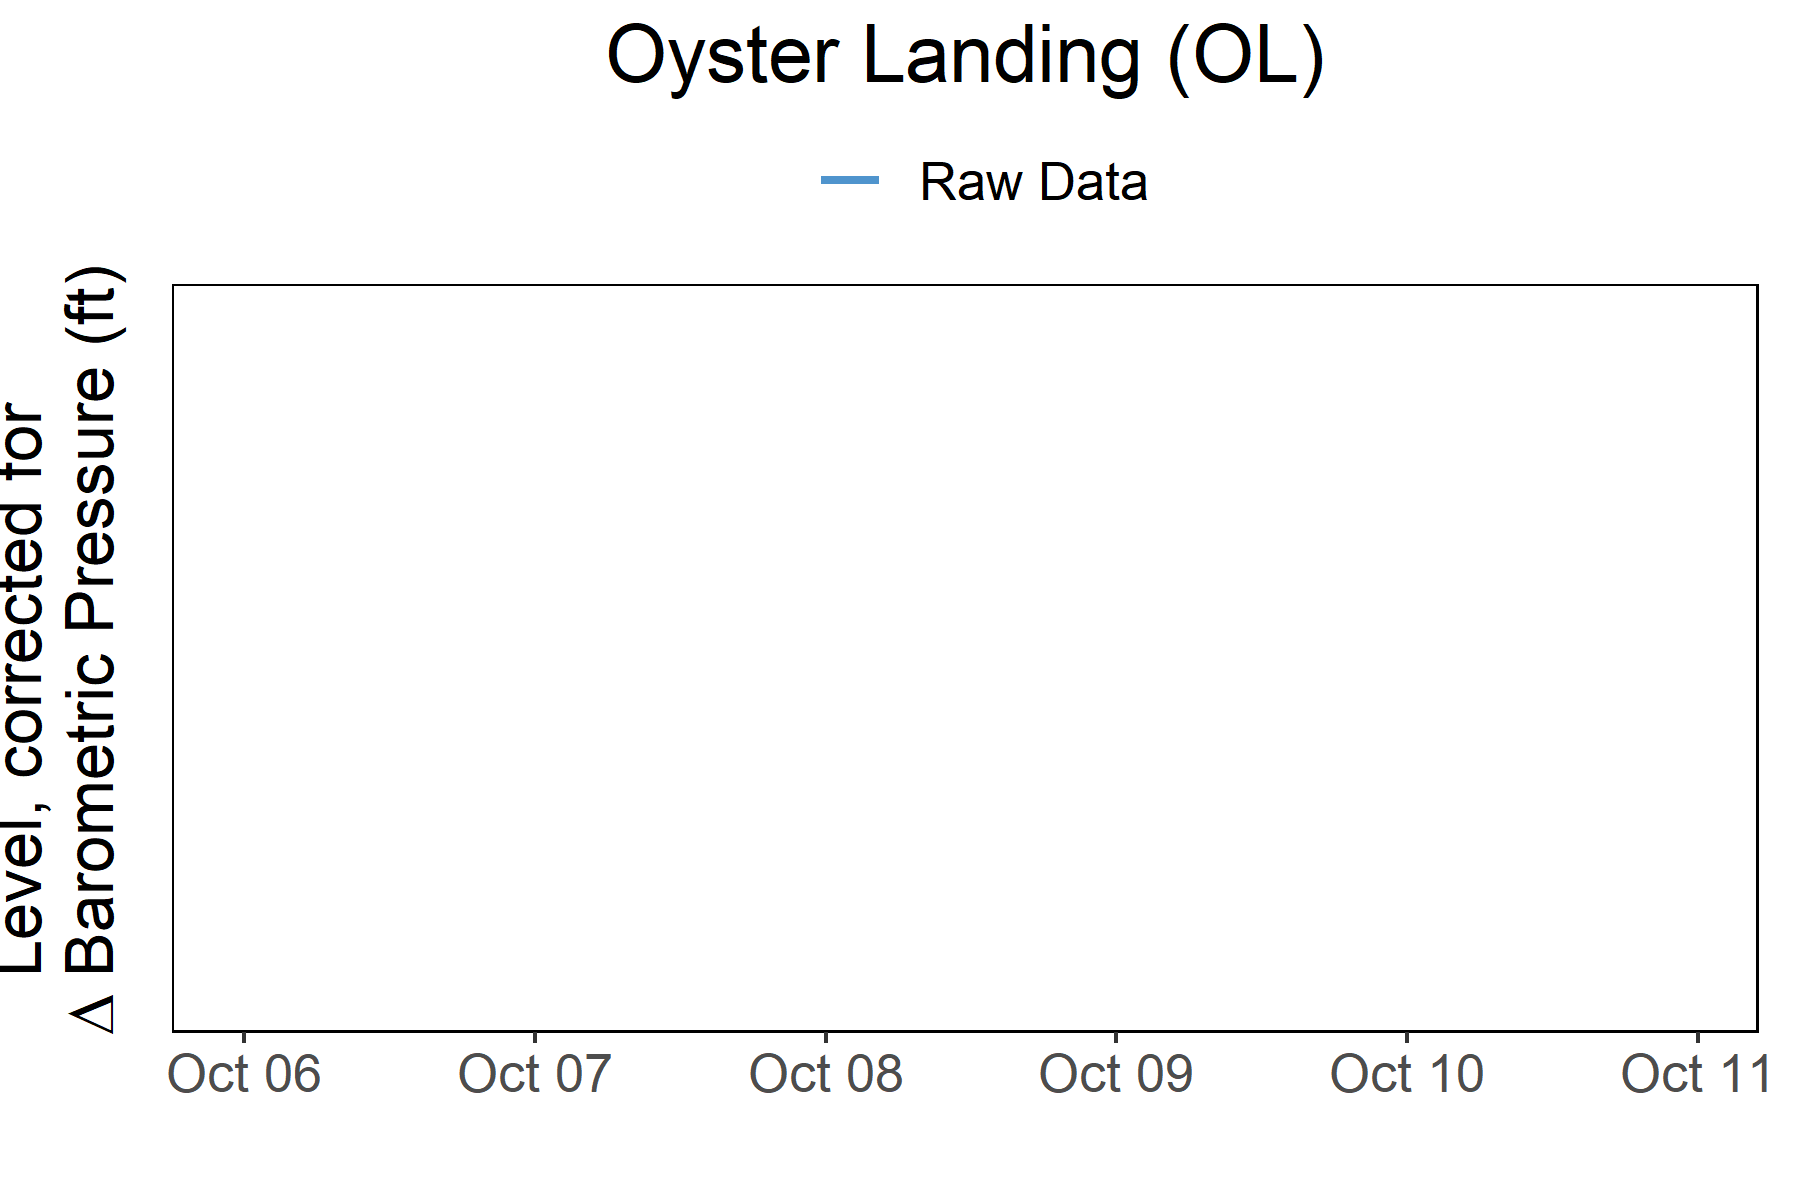 Oyster Landing (OL)
Raw Data
Level, corrected for
Δ Barometric Pressure (ft)
Oct 06
Oct 07
Oct 08
Oct 09
Oct 10
Oct 11